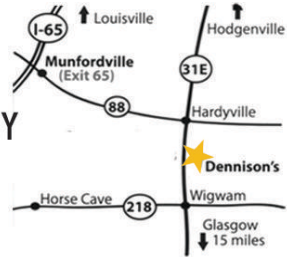 Louisville
I-65
Hodgenville
Munfordville
(Exit 65)
31E
88
Hardyville
Y
Dennison's
Horse Cave
218
Wigwam
Glasgow
15 miles